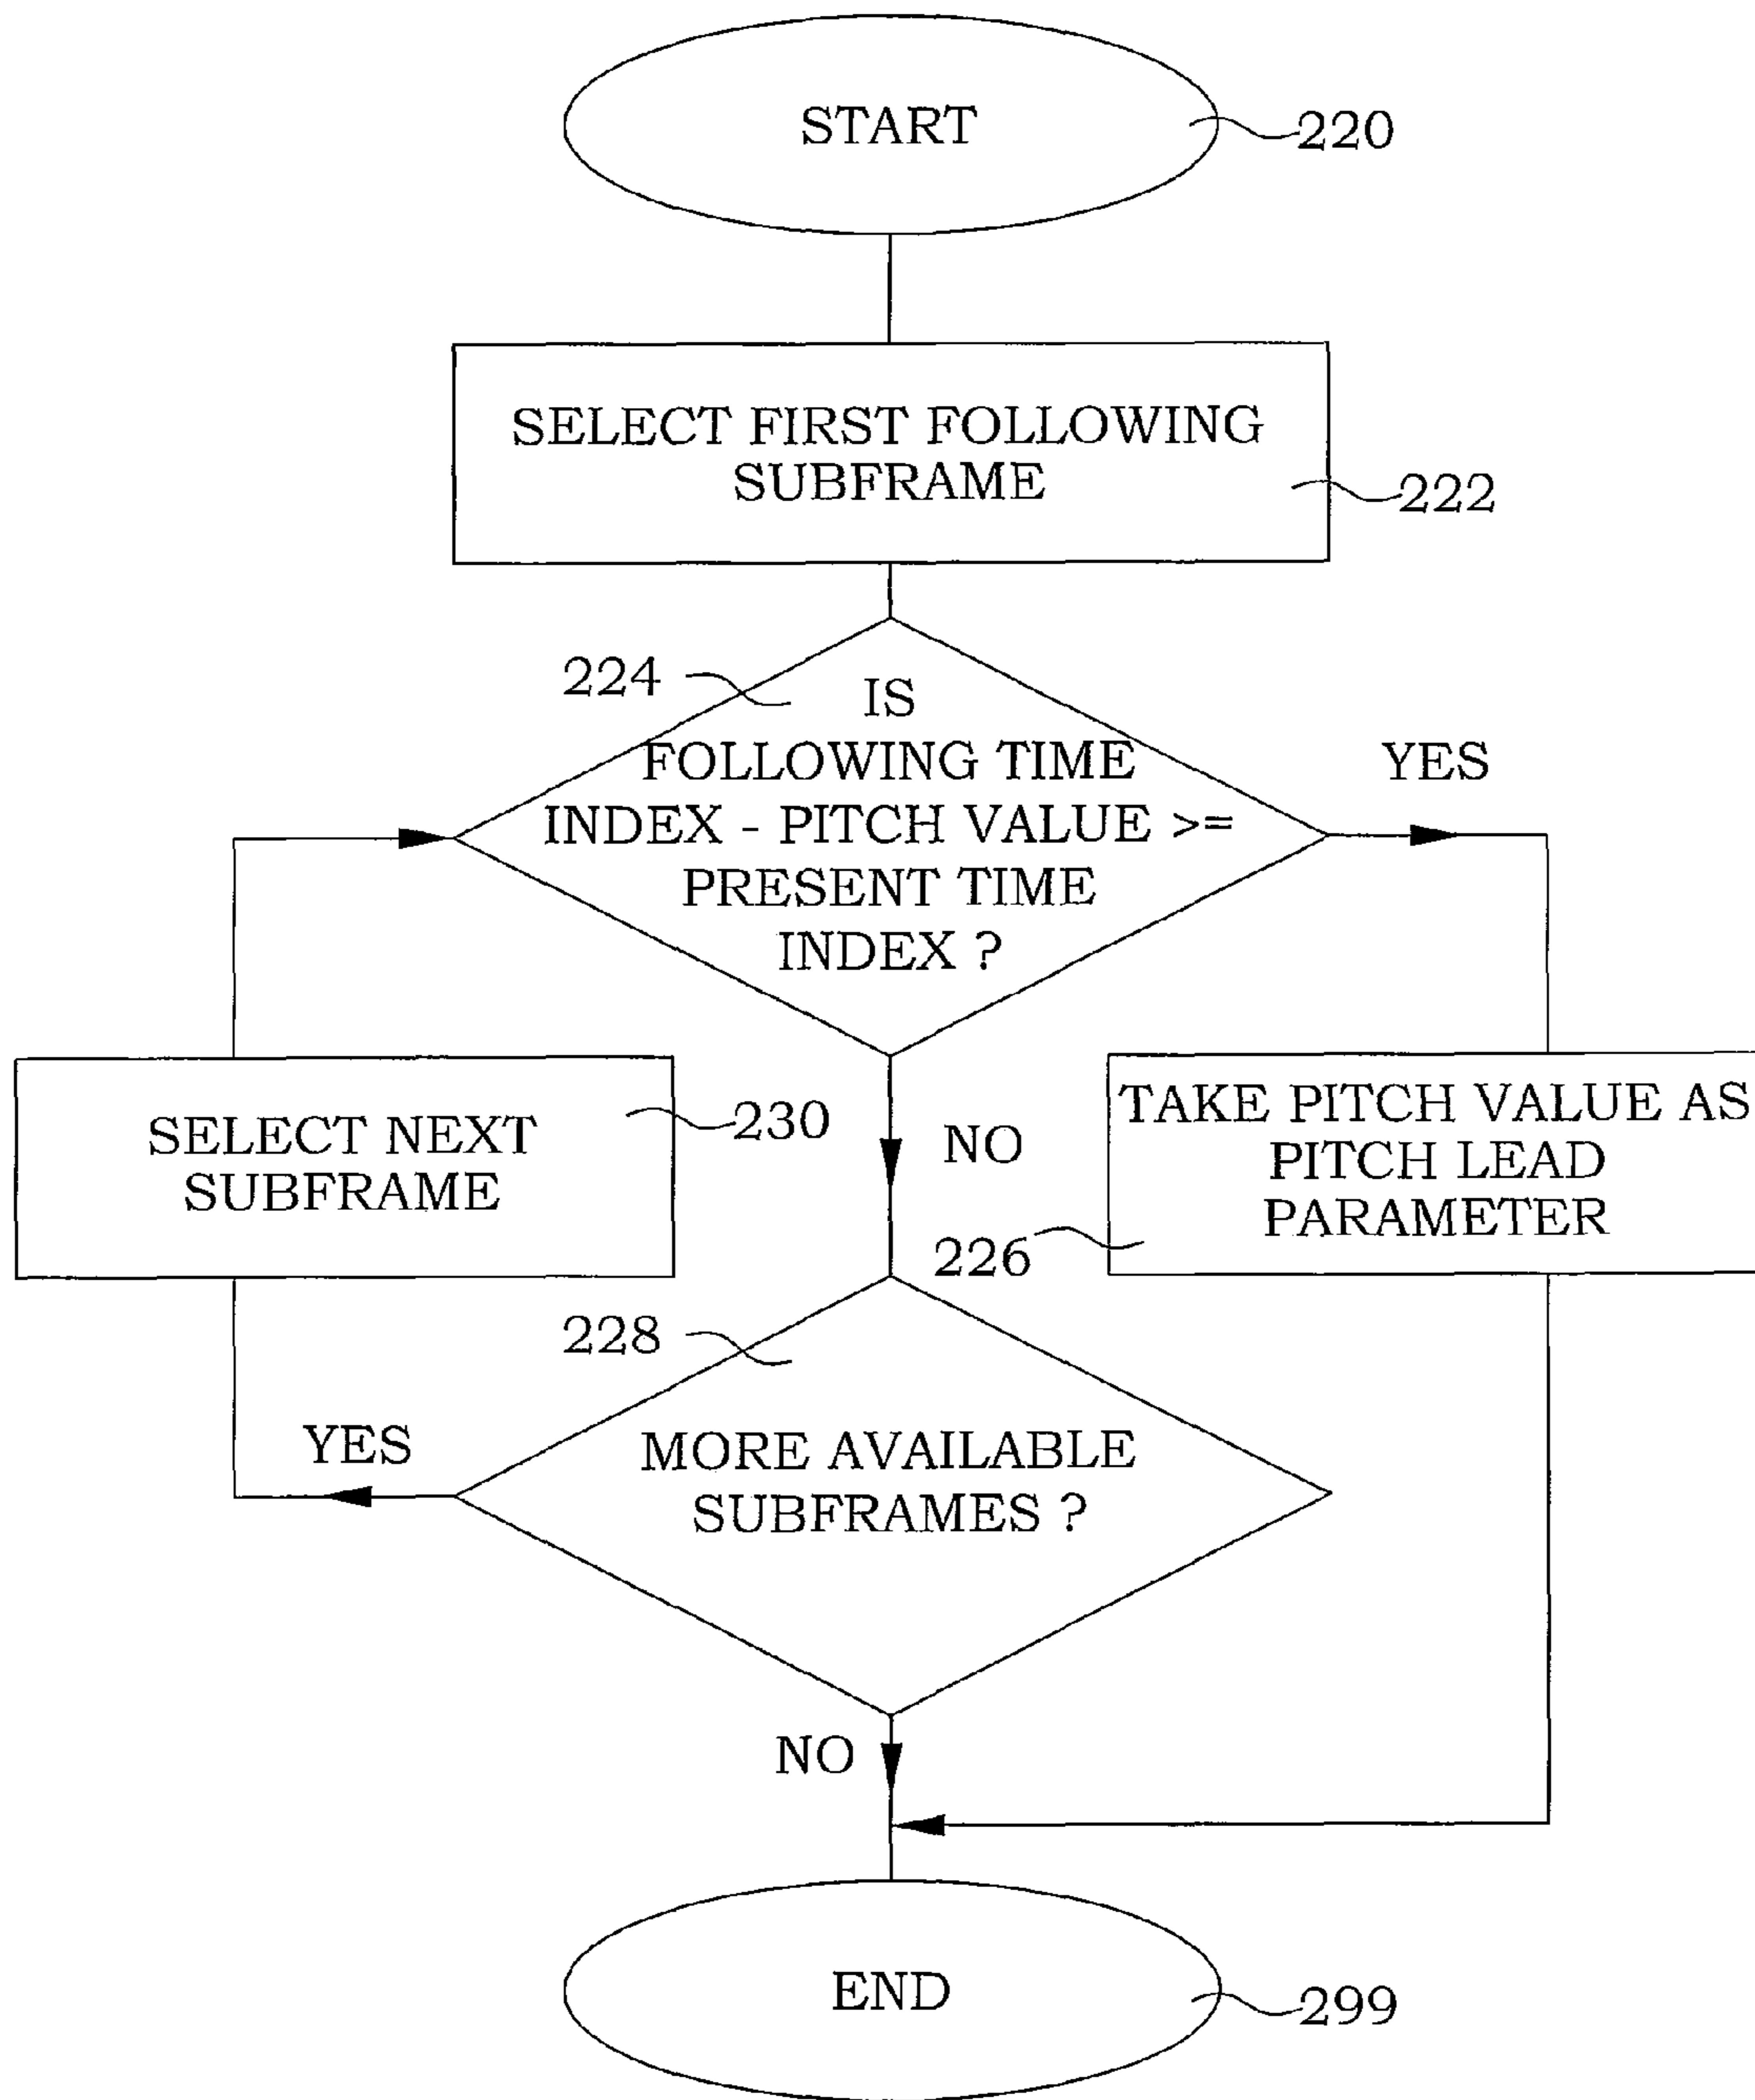 START
220
SELECT FIRST FOLLOWING
SUBFRAME
222
224
IS
FOLLOWING TIME
INDEX - PITCH VALUE >=
PRESENT TIME
INDEX ?
YES
SELECT NEXT
SUBFRAME
230
NO
TAKE PITCH VALUE AS
PITCH LEAD
PARAMETER
226
228
YES
MORE AVAILABLE
SUBFRAMES ?
NO
END
299